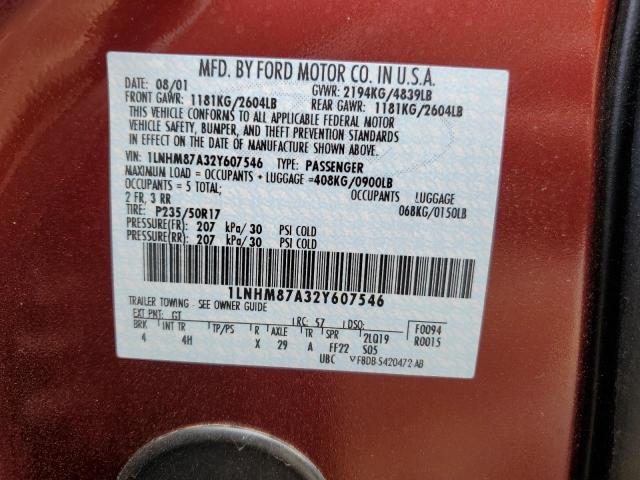 MFD. BY FORD MOTOR CO. IN U.S.A.
DATE: 08/01 GVWR: 2194KG/4839LB
FRONT GAWR: 1181KG/2604LB REAR GAWR: 1181KG/2604LB
THIS VEHICLE CONFORMS TO ALL APPLICABLE FEDERAL MOTOR
VEHICLE SAFETY, BUMPER, AND THEFT PREVENTION STANDARDS
IN EFFECT ON THE DATE OF MANUFACTURE SHOWN ABOVE.
VIN: 1LNHM87A32Y607546 TYPE: PASSENGER
MAXIMUM LOAD = OCCUPANTS + LUGGAGE =408KG/0900LB
OCCUPANTS = 5 TOTAL; OCCUPANTS LUGGAGE
2 FR, 3 RR 068KG/0150LB
TIRE: P235/50R17
PRESSURE(FR): 207 kPa/30 PSI COLD
PRESSURE(RR): 207 kPa/30 PSI COLD
1LNHM87A32Y607546
TRAILER TOWING - SEE OWNER GUIDE
EXT PNT: GT RC: 57 DSO: F0094
BRK INT TR TP/PS R AXLE TR SPR 2LQ19 R0015
4 4H X 29 A FF22 S05
UBC VF8DB-5420472-AB